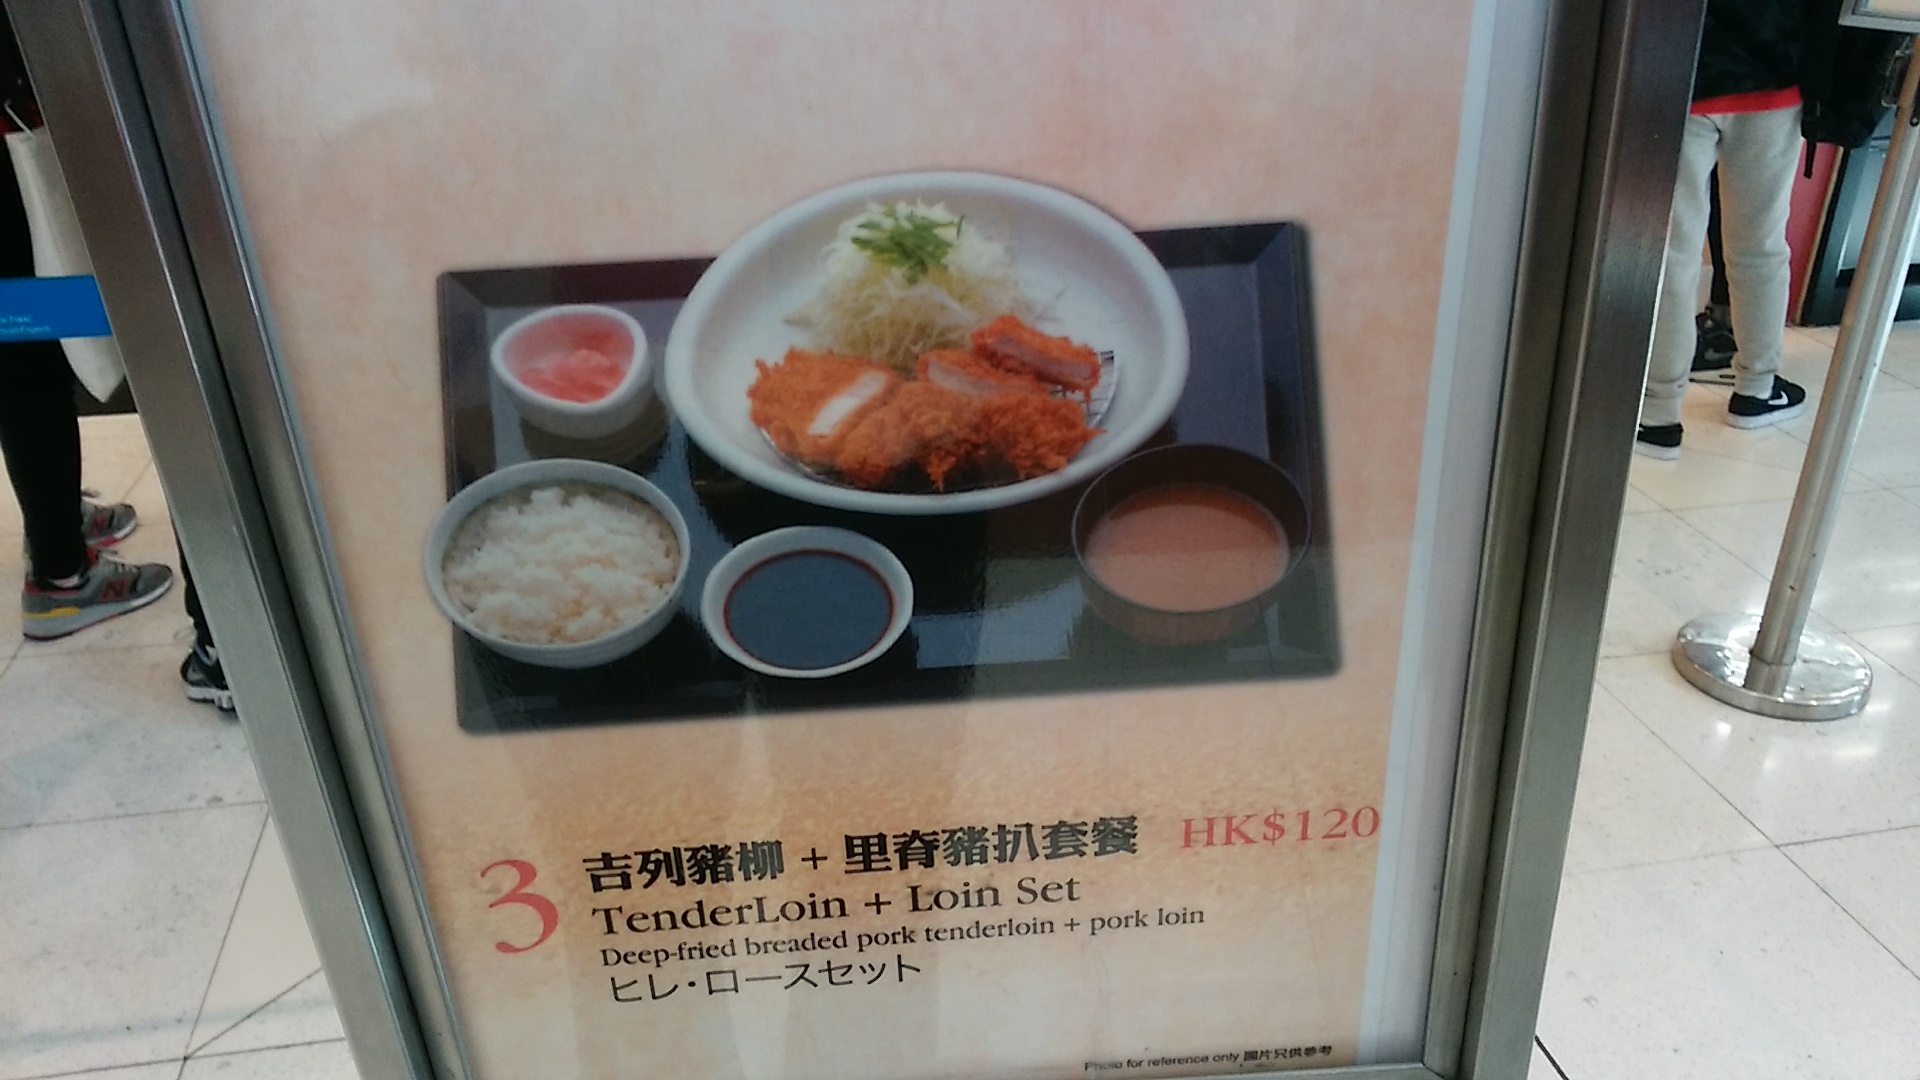 3
吉列豬柳 + 里脊豬扒套餐 HK$120
TenderLoin + Loin Set
Deep-fried breaded pork tenderloin + pork loin
ヒレ・ロースセット
Photo for reference only 圖片只供參考
N